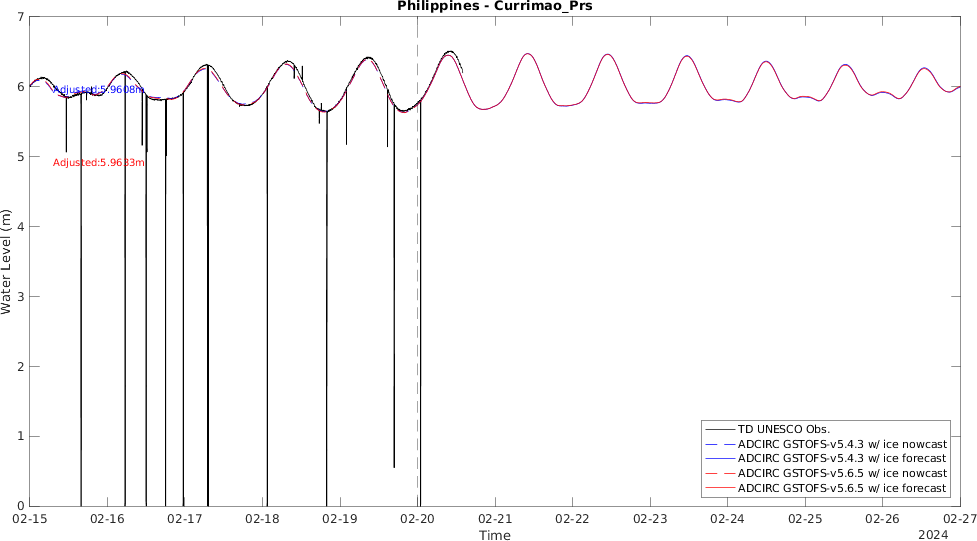 Philippines - Currimao_Prs
7
6
5
4
3
2
1
0
Water Level (m)
Adjusted:5.9608m
Adjusted:5.9633m
TD UNESCO Obs.
ADCIRC GSTOFS-v5.4.3 w/ ice nowcast
ADCIRC GSTOFS-v5.4.3 w/ ice forecast
ADCIRC GSTOFS-v5.6.5 w/ ice nowcast
ADCIRC GSTOFS-v5.6.5 w/ ice forecast
02-15 02-16 02-17 02-18 02-19 02-20 02-21 02-22 02-23 02-24 02-25 02-26 02-27
Time
2024